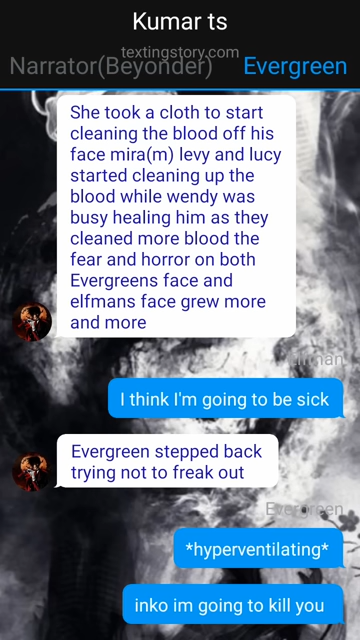 Kumar ts
textingstory.com
Narrator(Beyonder) Evergreen
She took a cloth to start
cleaning the blood off his
face mira(m) levy and lucy
started cleaning up the
blood while wendy was
busy healing him as they
cleaned more blood the
fear and horror on both
Evergreens face and
elfmans face grew more
and more
I think I'm going to be sick
Evergreen stepped back
trying not to freak out
Evergreen
*hyperventilating*
inko im going to kill you